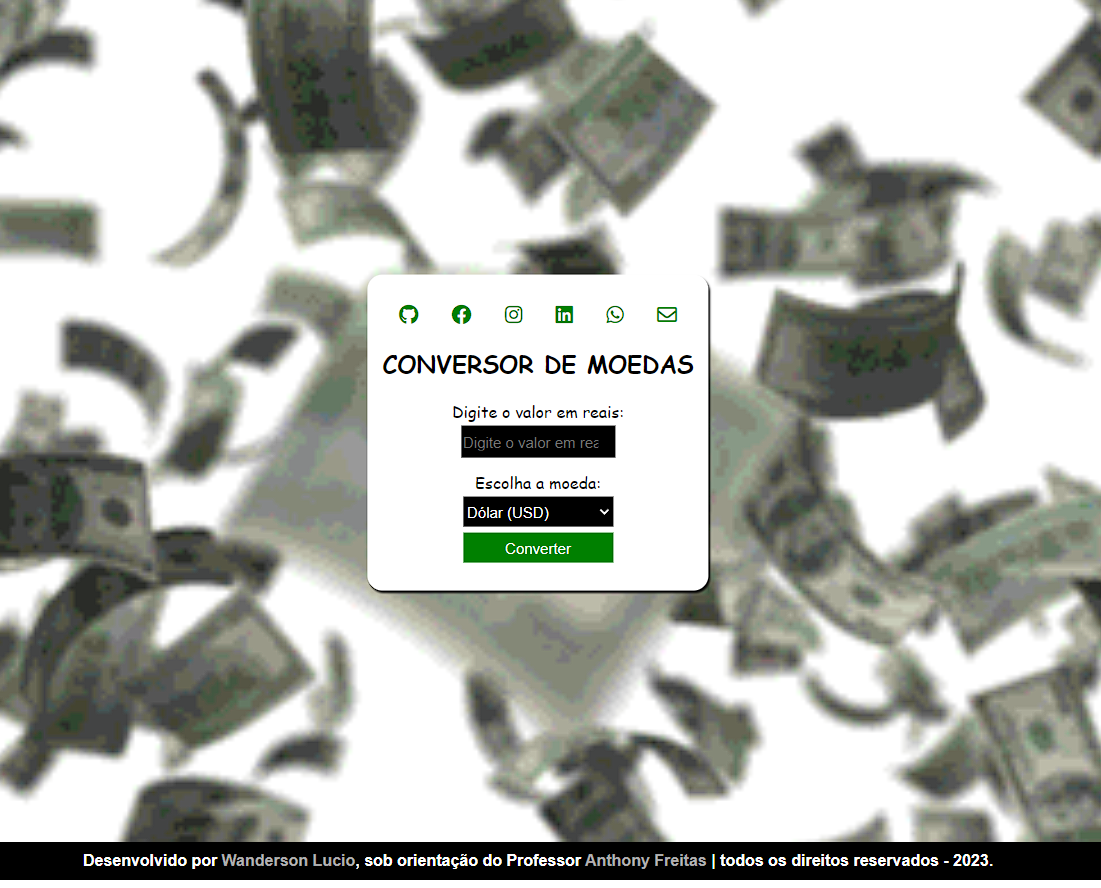 CONVERSOR DE MOEDAS
Digite o valor em reais:
Digite o valor em rea
Escolha a moeda:
Dólar (USD)
Converter
Desenvolvido por Wanderson Lucio, sob orientação do Professor Anthony Freitas | todos os direitos reservados - 2023.